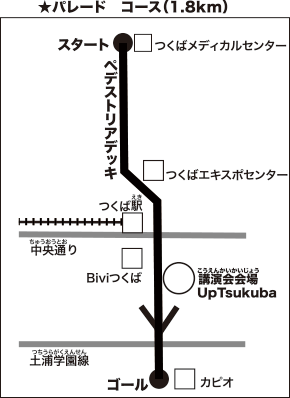 ★パレード　コース(1.8km)
スタート
つくばメディカルセンター
ペデストリアデッキ
つくばエキスポセンター
えき
つくば駅
ちゅうおうとお
中央通り
Biviつくば
こうえんかいかいじょう
講演会会場
UpTsukuba
つちうらがくえんせん
土浦学園線
ゴール
カピオ